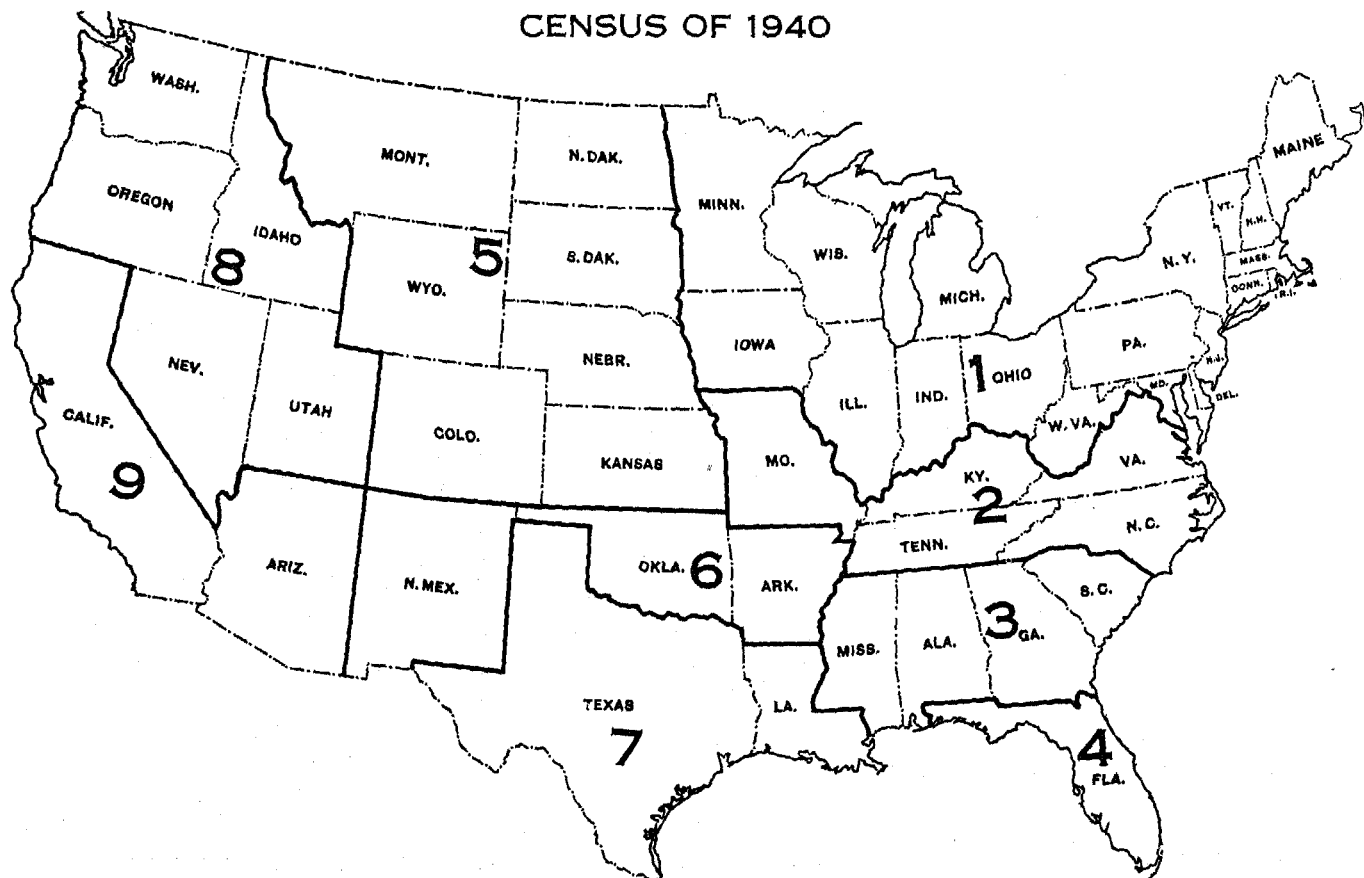 CENSUS OF 1940
WASH.
MONT.
N. DAK.
MINN.
MAINE
OREGON
IDAHO
8
WYO.
5
S. DAK.
WIS.
MICH.
N. Y.
VT.
N.H.
MASS.
CONN.
R.I.
NEV.
UTAH
COLO.
NEBR.
IOWA
ILL.
IND.
1
OHIO
PA.
N.J.
MD.
DEL.
W. VA.
CALIF.
9
KANSAS
MO.
KY.
2
VA.
ARIZ.
N. MEX.
OKLA.
6
ARK.
TENN.
N. C.
S. C.
TEXAS
7
LA.
MISS.
ALA.
3
GA.
4
FLA.